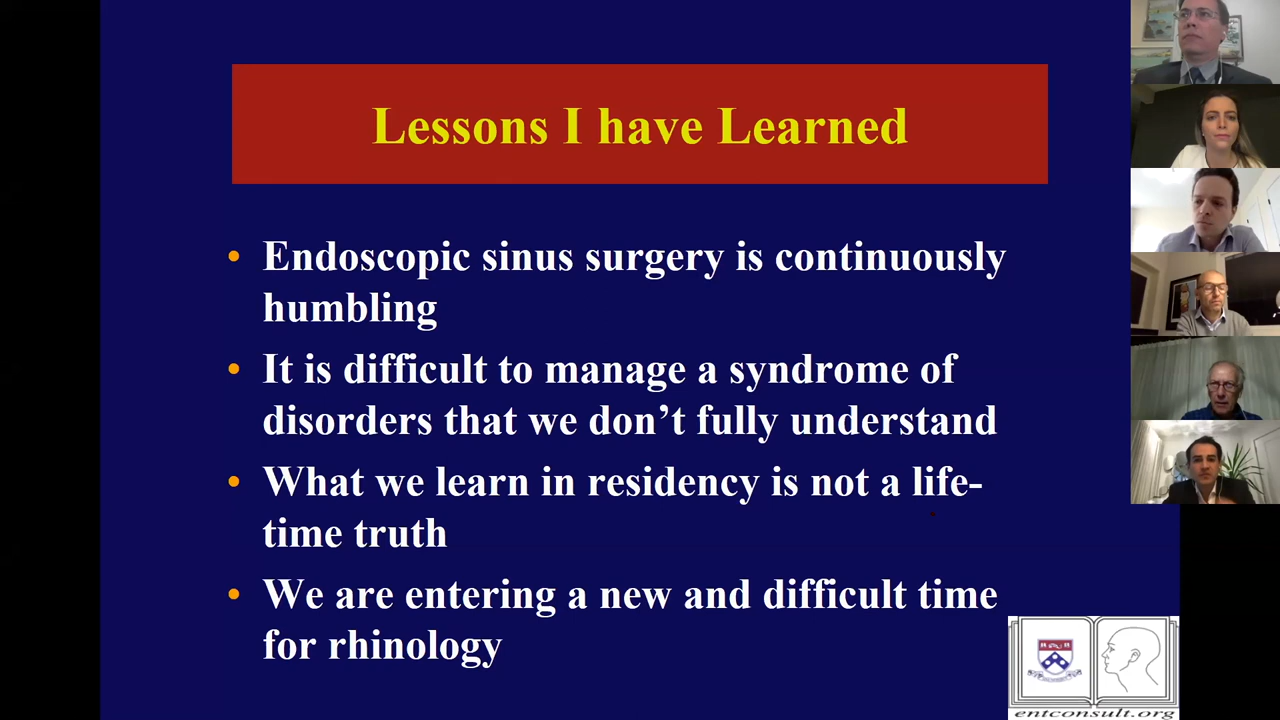 Lessons I have Learned
• Endoscopic sinus surgery is continuously
humbling
• It is difficult to manage a syndrome of
disorders that we don’t fully understand
• What we learn in residency is not a life-
time truth
• We are entering a new and difficult time
for rhinology
entconsult.org